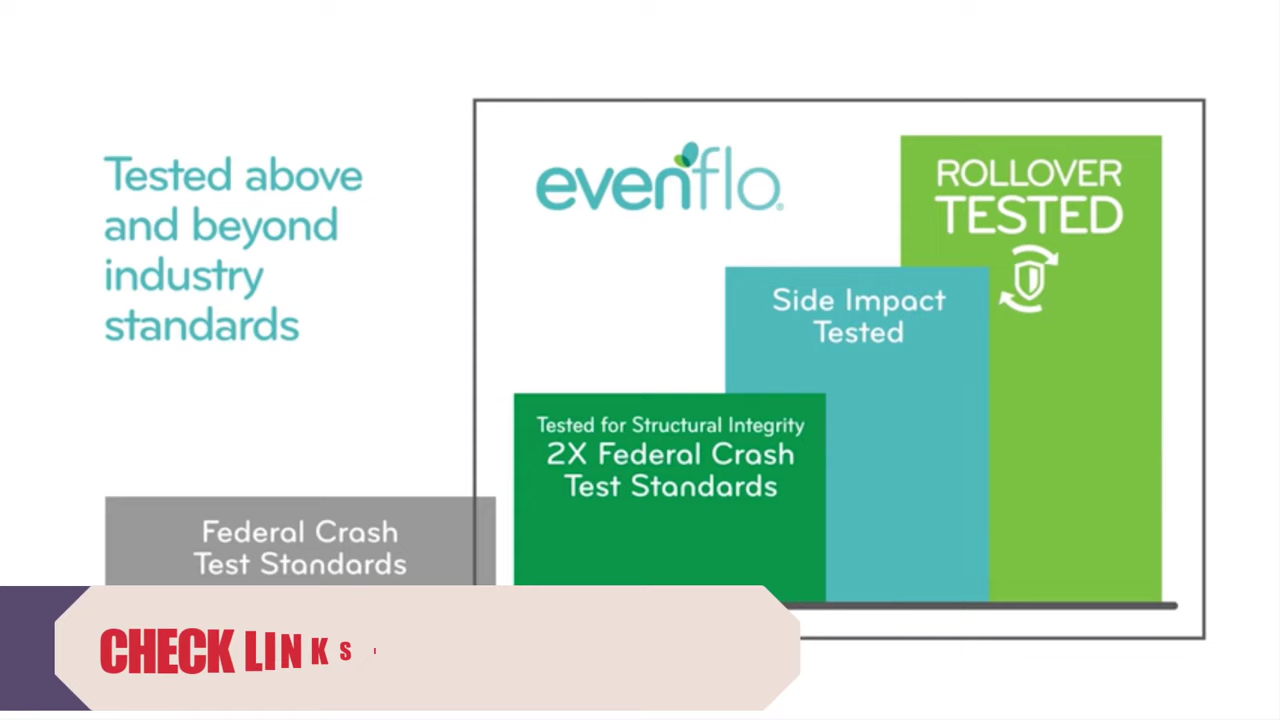 Tested above
and beyond
industry
standards
evenflo®
ROLLOVER
TESTED
Side Impact
Tested
Tested for Structural Integrity
2X Federal Crash
Test Standards
Federal Crash
Test Standards
CHECK LINKS